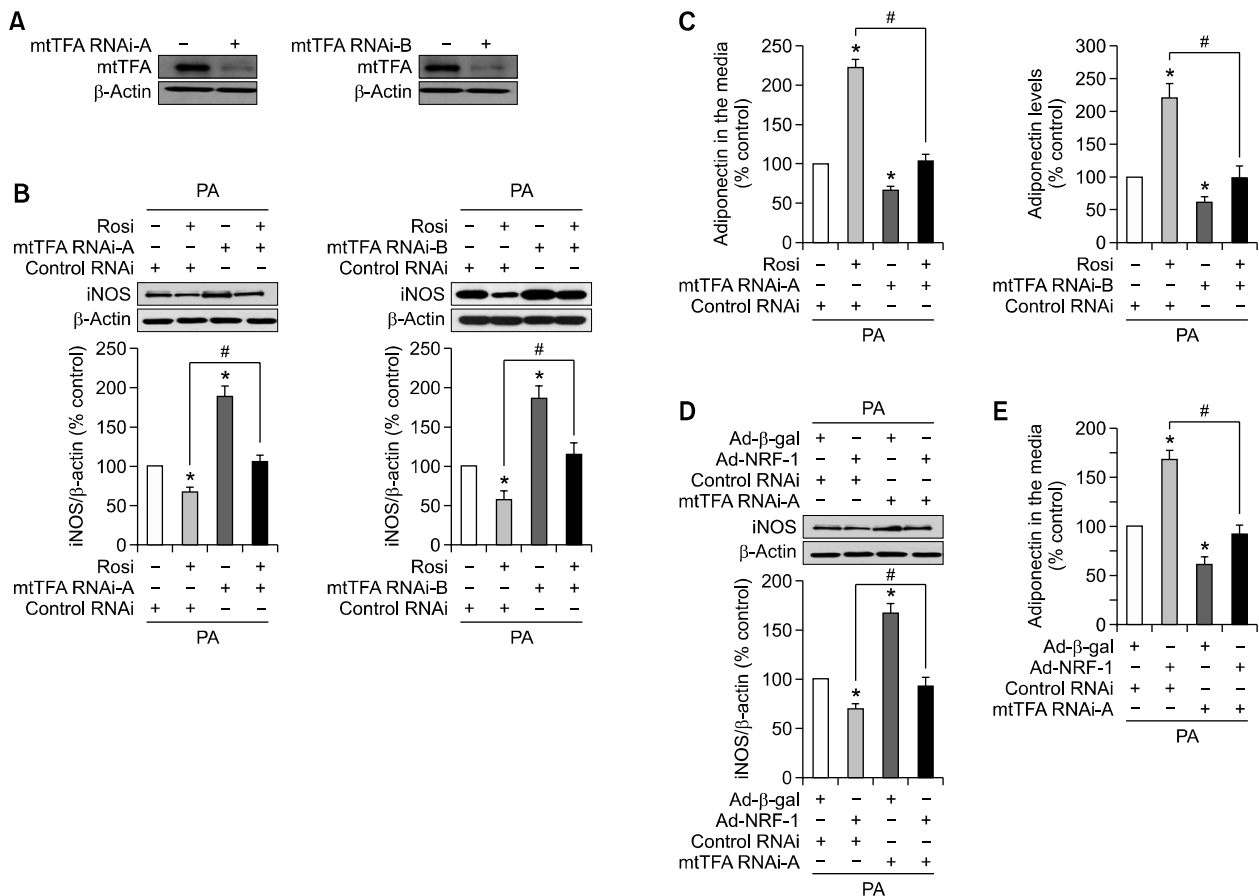 A
mtTFA RNAi-A – +
mtTFA
β-Actin
mtTFA RNAi-B – +
mtTFA
β-Actin
B
PA
Rosi – + – +
mtTFA RNAi-A – – + +
Control RNAi + + – –
iNOS
β-Actin
iNOS/β-actin (% control)
250
200
150
100
50
0
* * #
Rosi – + – +
mtTFA RNAi-A – – + +
Control RNAi + + – –
PA
PA
Rosi – + – +
mtTFA RNAi-B – – + +
Control RNAi + + – –
iNOS
β-Actin
iNOS/β-actin (% control)
250
200
150
100
50
0
* * #
Rosi – + – +
mtTFA RNAi-B – – + +
Control RNAi + + – –
PA
C
Adiponectin in the media
(% control)
250
200
150
100
50
0
* * #
Rosi – + – +
mtTFA RNAi-A – – + +
Control RNAi + + – –
PA
Adiponectin levels
(% control)
300
250
200
150
100
50
0
* * #
Rosi – + – +
mtTFA RNAi-B – – + +
Control RNAi + + – –
PA
D
PA
Ad-β-gal + – + –
Ad-NRF-1 – + – +
Control RNAi + + – –
mtTFA RNAi-A – – + +
iNOS
β-Actin
iNOS/β-actin (% control)
200
150
100
50
0
* * #
Ad-β-gal + – + –
Ad-NRF-1 – + – +
Control RNAi + + – –
mtTFA RNAi-A – – + +
PA
E
Adiponectin in the media
(% control)
200
150
100
50
0
* * #
Ad-β-gal + – + –
Ad-NRF-1 – + – +
Control RNAi + + – –
mtTFA RNAi-A – – + +
PA